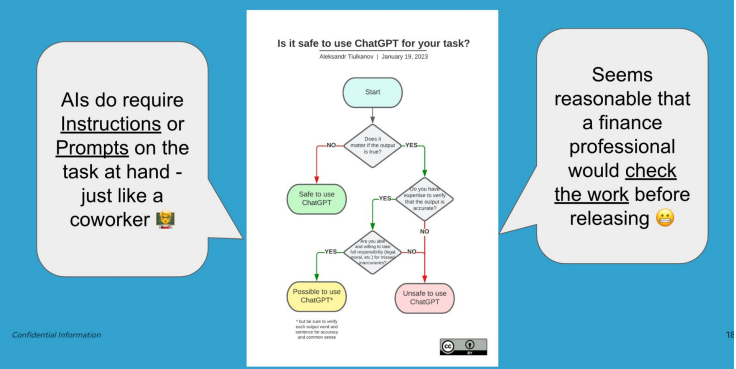 AIs do require
Instructions or
Prompts on the
task at hand -
just like a
coworker
Is it safe to use ChatGPT for your task?
Aleksandr Tiulkanov | January 19, 2023
Start
Does it
matter if the output
is true?
NO
YES
Safe to use
ChatGPT
Do you have
expertise to verify
that the output is
accurate?
YES
NO
Are you able
and willing to take
full responsibility (legal,
moral, etc.) for missed
inaccuracies?
YES
NO
Possible to use
ChatGPT*
Unsafe to use
ChatGPT
* but be sure to verify
each output word and
sentence for accuracy
and common sense
cc
BY
Seems
reasonable that
a finance
professional
would check
the work before
releasing
Confidential Information
18